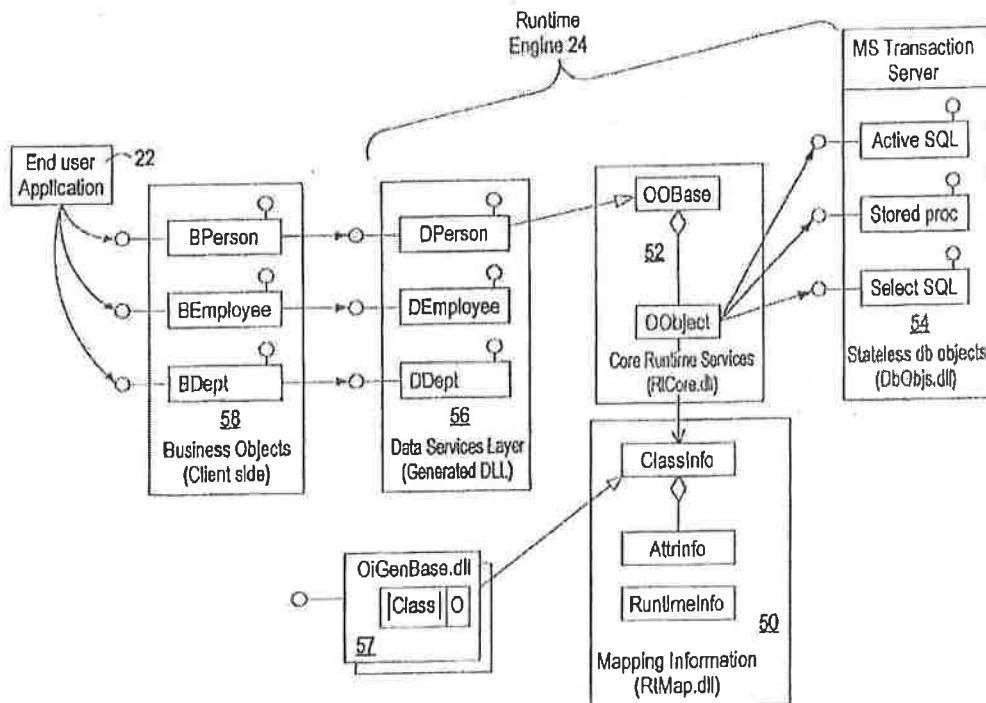 Runtime
Engine 24
MS Transaction
Server
End user
Application
22
Active SQL
Stored proc
Select SQL
54
Stateless db objects
(DbObjs.dll)
BPerson
BEmployee
BDept
58
Business Objects
(Client side)
DPerson
DEmployee
DDept
56
Data Services Layer
(Generated DLL)
OOBase
52
OObject
Core Runtime Services
(RtCore.dll)
ClassInfo
AttrInfo
RuntimeInfo
50
Mapping Information
(RtMap.dll)
OiGenBase.dll
|Class| O
57